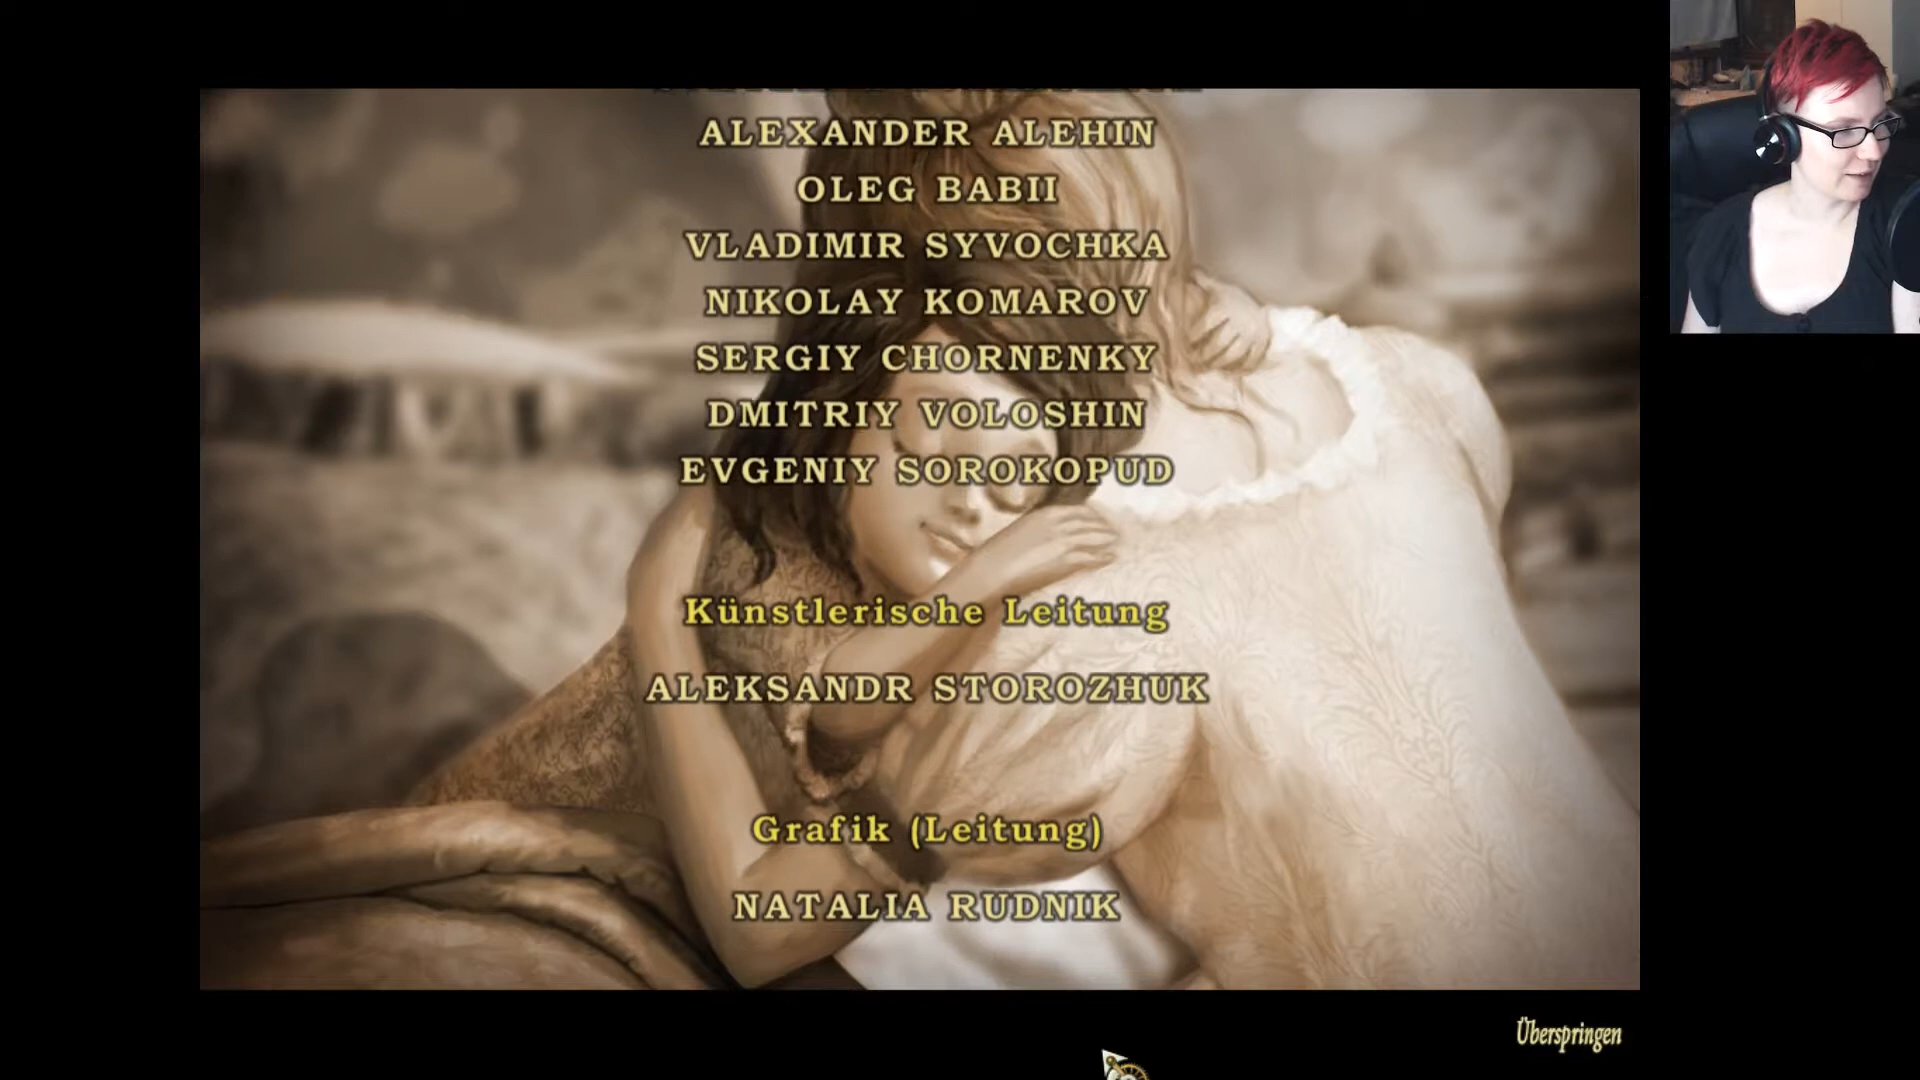 ALEXANDER ALEHIN
OLEG BABII
VLADIMIR SYVOCHKA
NIKOLAY KOMAROV
SERGIY CHORNENKY
DMITRIY VOLOSHIN
EVGENIY SOROKOPUD
Künstlerische Leitung
ALEKSANDR STOROZHUK
Grafik (Leitung)
NATALIA RUDNIK
Überspringen